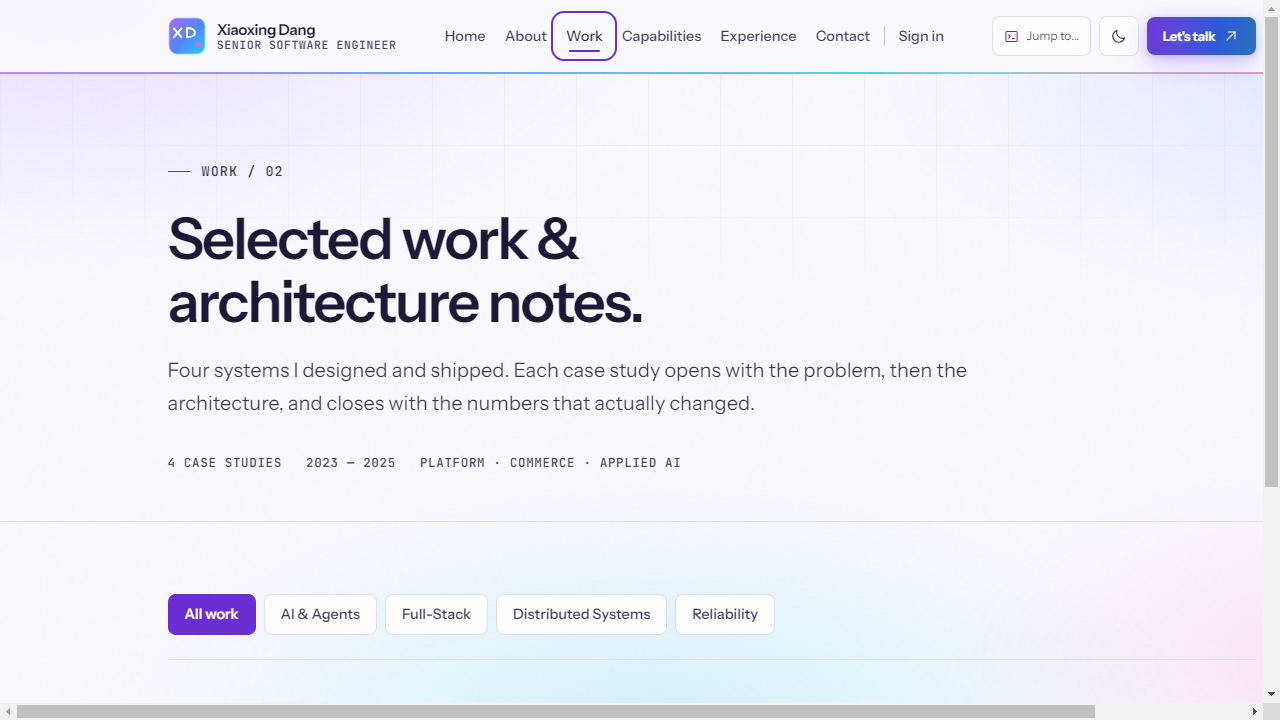 XD
Xiaoxing Dang
SENIOR SOFTWARE ENGINEER
Home
About
Work
Capabilities
Experience
Contact
Sign in
Jump to...
Let's talk
WORK / 02
Selected work &
architecture notes.
Four systems I designed and shipped. Each case study opens with the problem, then the
architecture, and closes with the numbers that actually changed.
4 CASE STUDIES 2023 — 2025 PLATFORM · COMMERCE · APPLIED AI
All work
AI & Agents
Full-Stack
Distributed Systems
Reliability